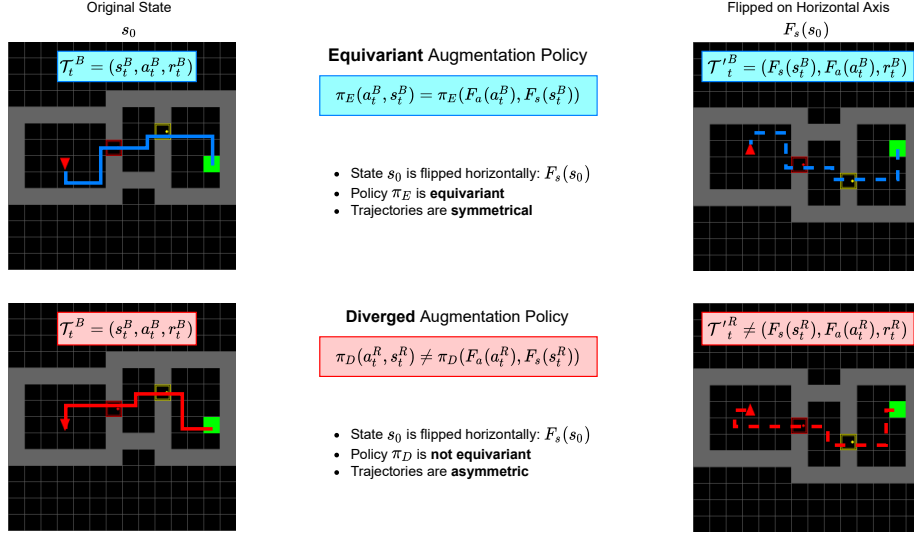 Original State
s_0
Flipped on Horizontal Axis
F_s(s_0)
𝒯_t^B = (s_t^B, a_t^B, r_t^B)
Equivariant Augmentation Policy
π_E(a_t^B, s_t^B) = π_E(F_a(a_t^B), F_s(s_t^B))
𝒯'_t^B = (F_s(s_t^B), F_a(a_t^B), r_t^B)
• State s_0 is flipped horizontally: F_s(s_0)
• Policy π_E is equivariant
• Trajectories are symmetrical
𝒯_t^B = (s_t^B, a_t^B, r_t^B)
Diverged Augmentation Policy
π_D(a_t^R, s_t^R) ≠ π_D(F_a(a_t^R), F_s(s_t^R))
𝒯'_t^R ≠ (F_s(s_t^R), F_a(a_t^R), r_t^R)
• State s_0 is flipped horizontally: F_s(s_0)
• Policy π_D is not equivariant
• Trajectories are asymmetric